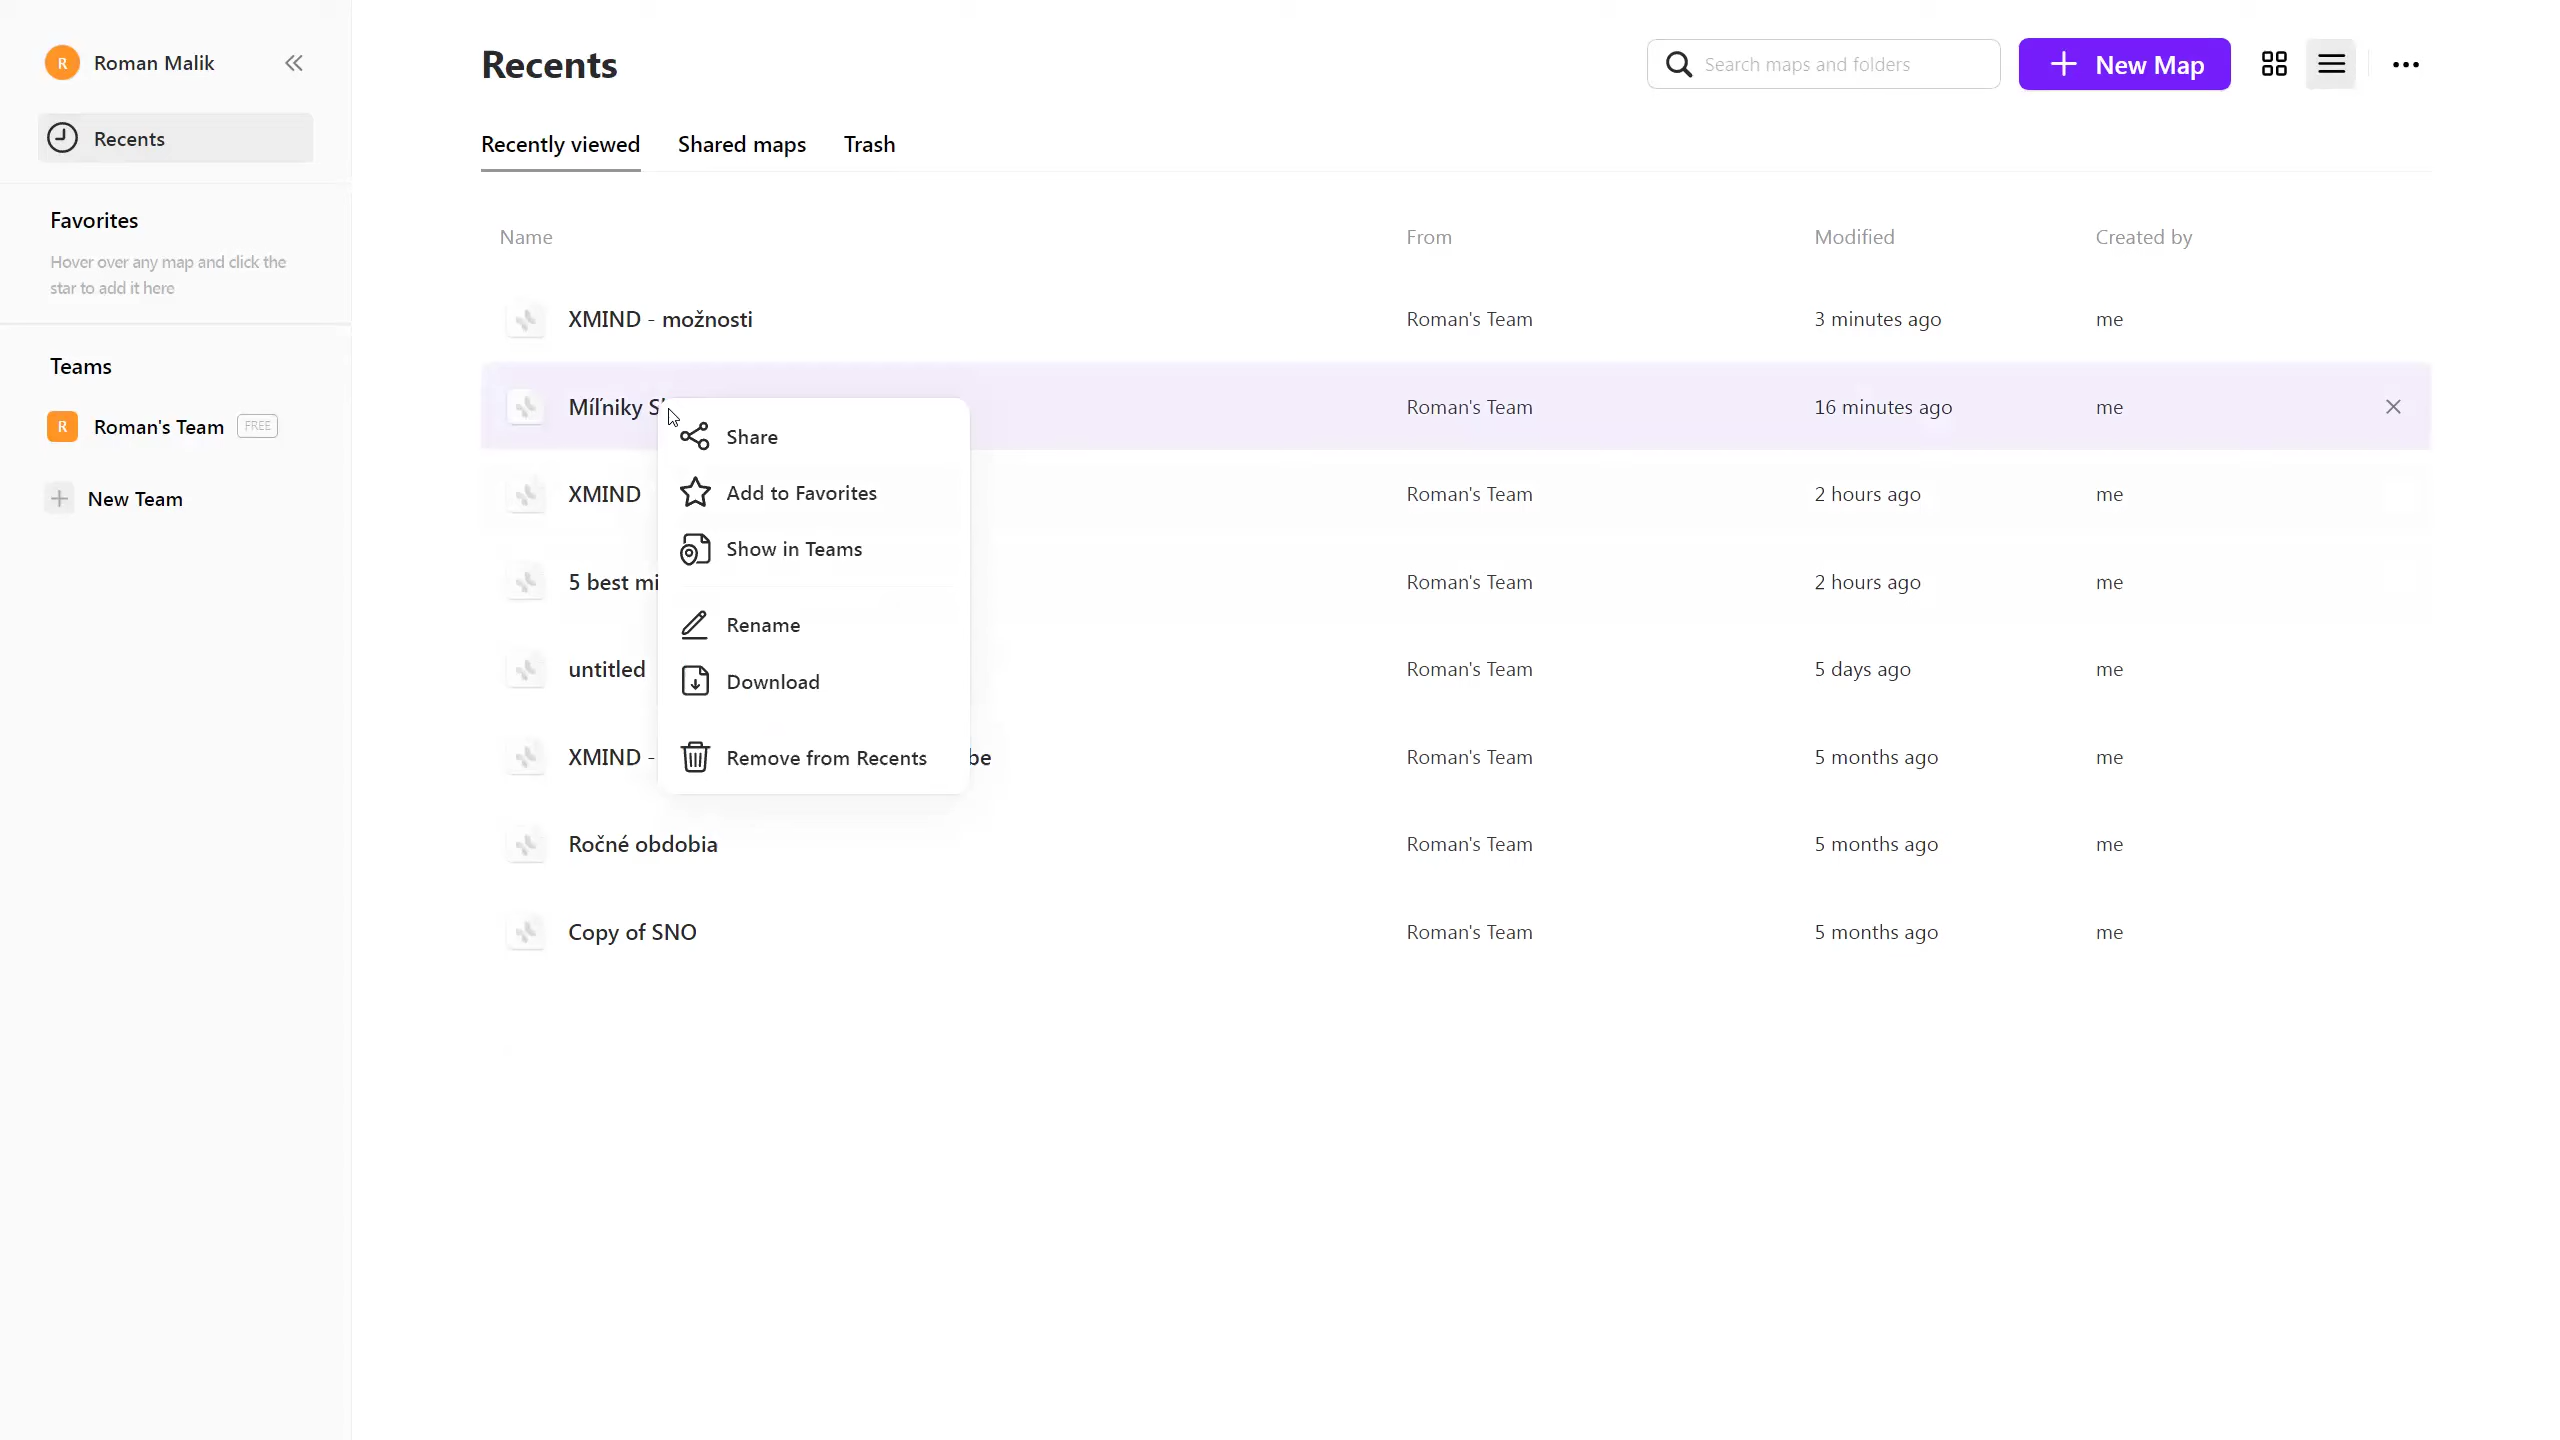 R
Roman Malik
Recents
Favorites
Hover over any map and click the
star to add it here
Teams
R
Roman's Team
FREE
New Team
Recents
Search maps and folders
New Map
Recently viewed
Shared maps
Trash
Name
From
Modified
Created by
XMIND - možnosti
Roman's Team
3 minutes ago
me
Míľniky
Roman's Team
16 minutes ago
me
XMIND
Roman's Team
2 hours ago
me
5 best
Roman's Team
2 hours ago
me
untitled
Roman's Team
5 days ago
me
XMIND -
Roman's Team
5 months ago
me
Ročné obdobia
Roman's Team
5 months ago
me
Copy of SNO
Roman's Team
5 months ago
me
Share
Add to Favorites
Show in Teams
Rename
Download
Remove from Recents